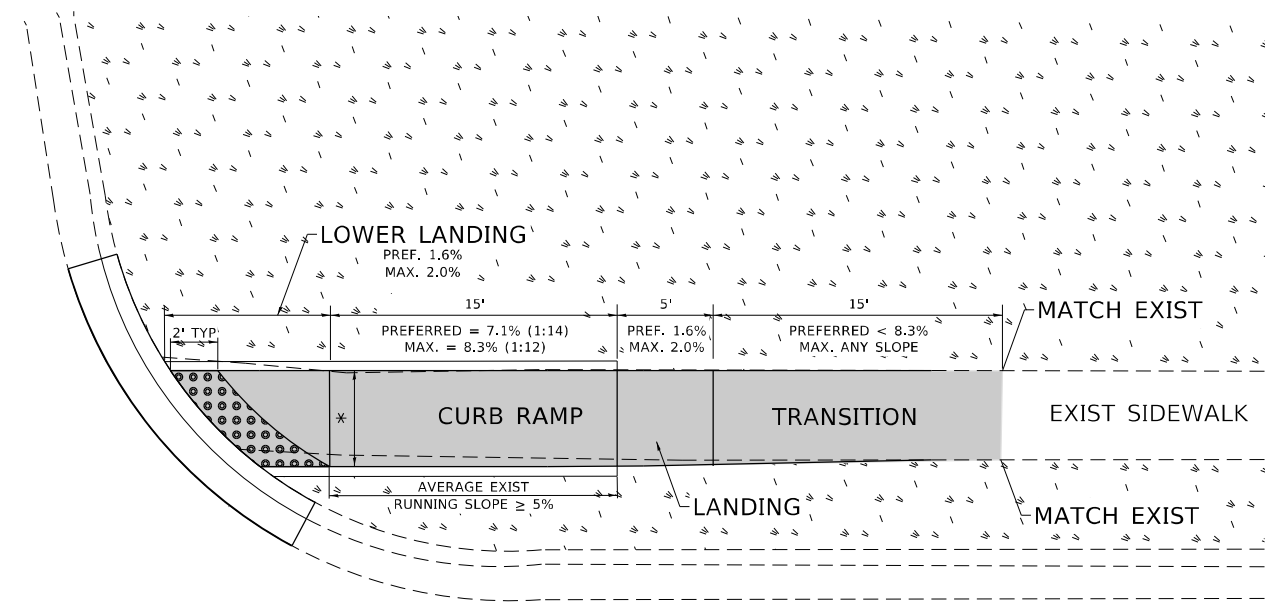 LOWER LANDING
PREF. 1.6%
MAX. 2.0%
15'
5'
15'
2' TYP
PREFERRED = 7.1% (1:14)
MAX. = 8.3% (1:12)
PREF. 1.6%
MAX. 2.0%
PREFERRED < 8.3%
MAX. ANY SLOPE
MATCH EXIST
*
CURB RAMP
TRANSITION
EXIST SIDEWALK
AVERAGE EXIST
RUNNING SLOPE ≥ 5%
LANDING
MATCH EXIST